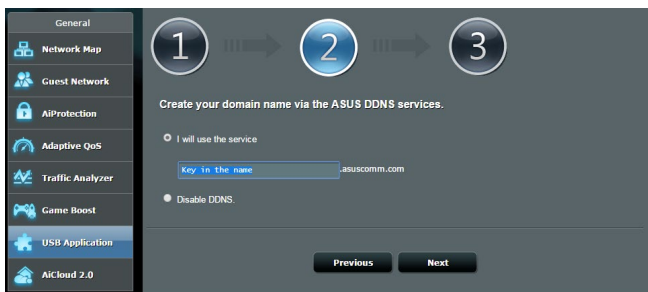 General
Network Map
Guest Network
AiProtection
Adaptive QoS
Traffic Analyzer
Game Boost
USB Application
AiCloud 2.0
1 2 3
Create your domain name via the ASUS DDNS services.
I will use the service
Key in the name .asuscomm.com
Disable DDNS.
Previous Next